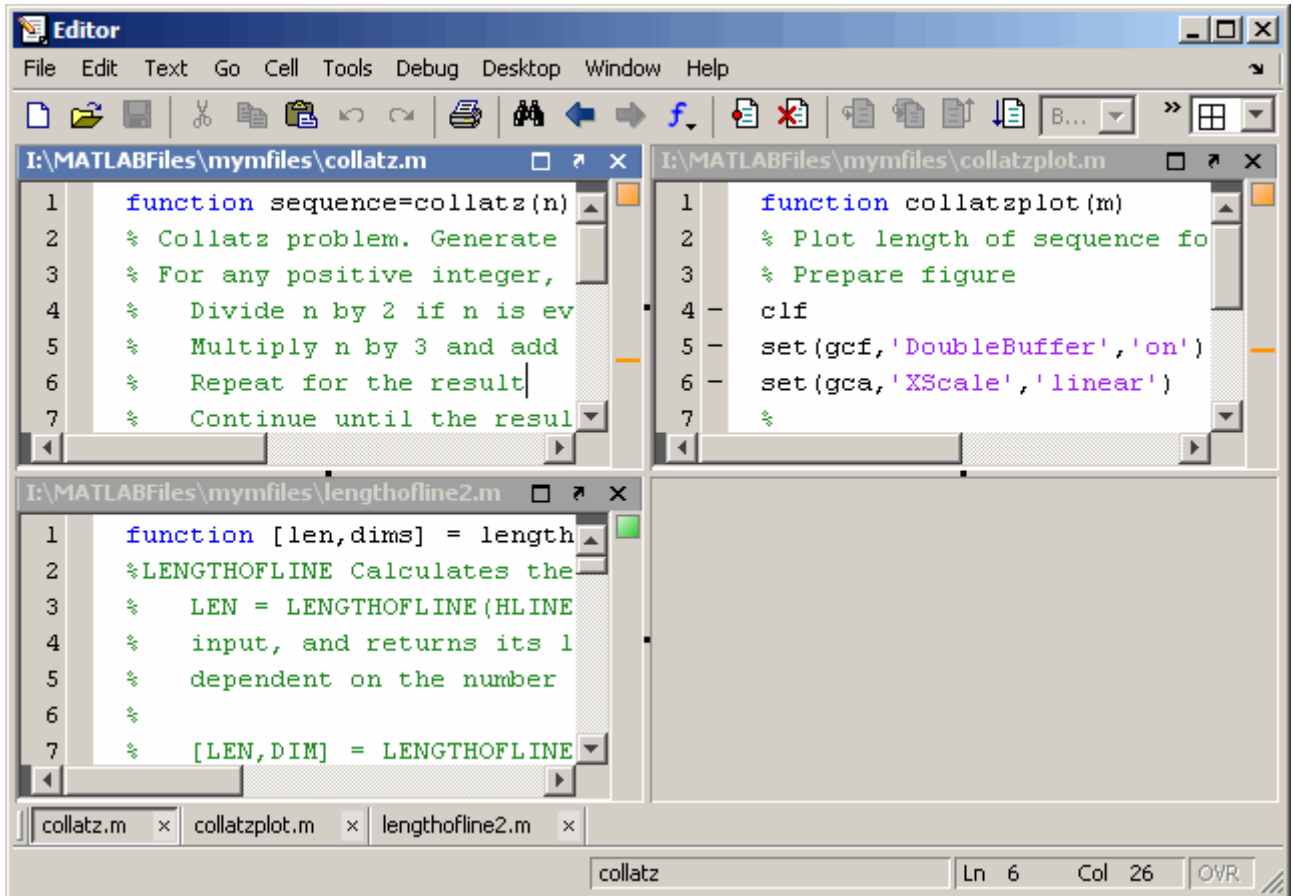 Editor
File Edit Text Go Cell Tools Debug Desktop Window Help
B...
I:\MATLABFiles\mymfiles\collatz.m
1 function sequence=collatz(n)
2 % Collatz problem. Generate
3 % For any positive integer,
4 %   Divide n by 2 if n is ev
5 %   Multiply n by 3 and add
6 %   Repeat for the result
7 %   Continue until the resul
I:\MATLABFiles\mymfiles\collatzplot.m
1 function collatzplot(m)
2 % Plot length of sequence fo
3 % Prepare figure
4 – clf
5 – set(gcf,'DoubleBuffer','on')
6 – set(gca,'XScale','linear')
7 %
I:\MATLABFiles\mymfiles\lengthofline2.m
1 function [len,dims] = length
2 %LENGTHOFLINE Calculates the
3 %   LEN = LENGTHOFLINE(HLINE
4 %   input, and returns its l
5 %   dependent on the number
6 %
7 %   [LEN,DIM] = LENGTHOFLINE
collatz.m × collatzplot.m × lengthofline2.m ×
collatz Ln 6 Col 26 OVR